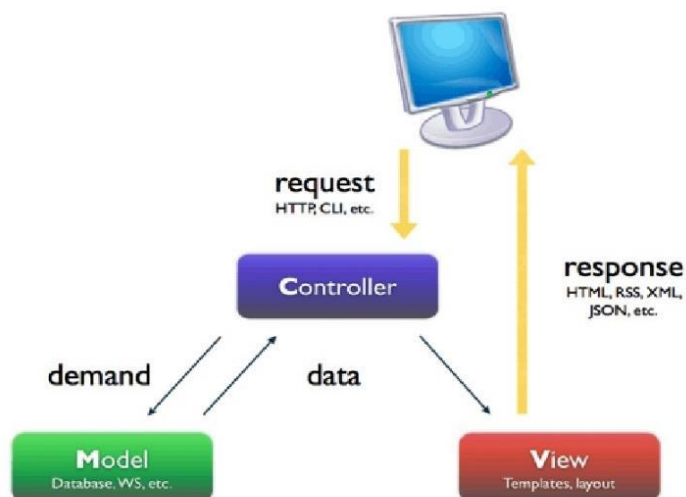 request
HTTP, CLI, etc.
Controller
response
HTML, RSS, XML,
JSON, etc.
demand
data
Model
Database, WS, etc.
View
Templates, layout